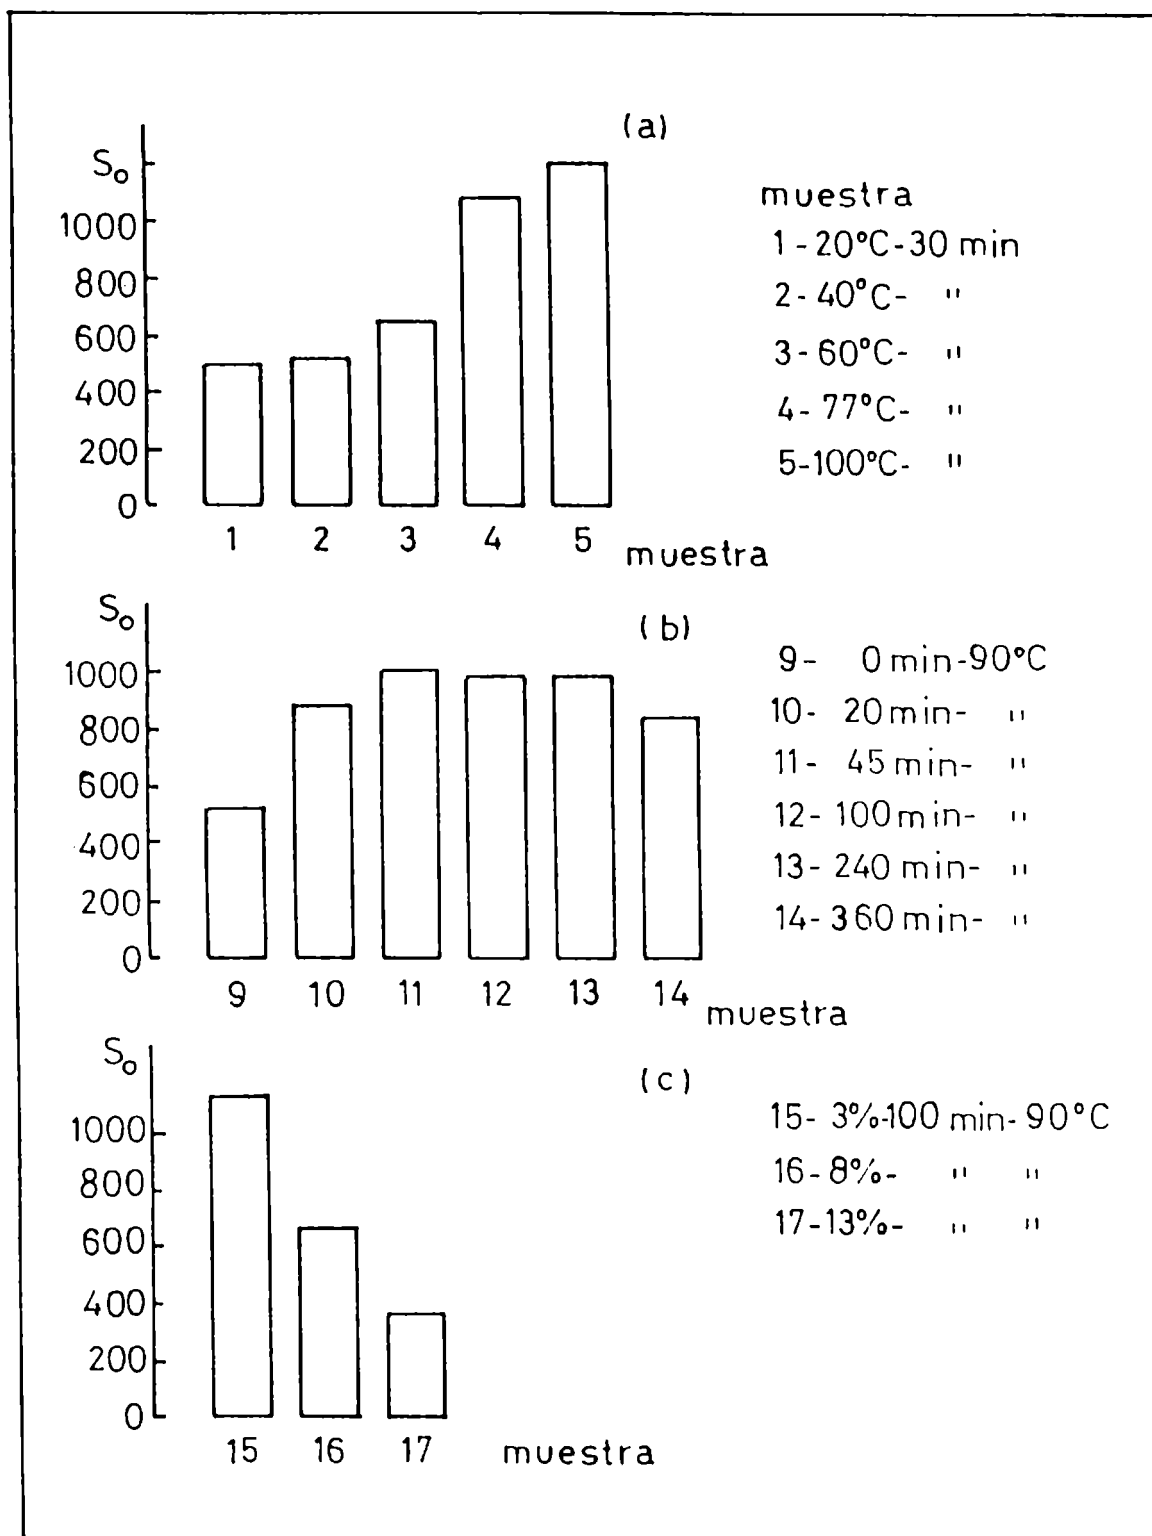 (a)
S₀
1000
800
600
400
200
0
1 2 3 4 5 muestra
muestra
1 - 20°C - 30 min
2 - 40°C - "
3 - 60°C - "
4 - 77°C - "
5 - 100°C - "
(b)
S₀
1000
800
600
400
200
0
9 10 11 12 13 14 muestra
9 - 0 min - 90°C
10 - 20 min - "
11 - 45 min - "
12 - 100 min - "
13 - 240 min - "
14 - 360 min - "
(c)
S₀
1000
800
600
400
200
0
15 16 17 muestra
15 - 3% - 100 min - 90°C
16 - 8% - " "
17 - 13% - " "